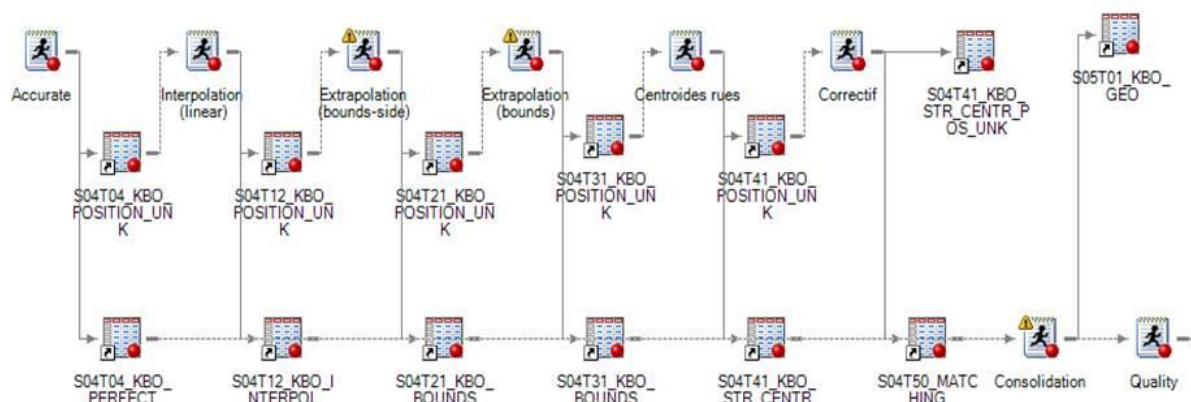 Accurate
Interpolation
(linear)
Extrapolation
(bounds-side)
Extrapolation
(bounds)
Centroides rues
Correctif
S04T41_KBO_
STR_CENTR_P
OS_UNK
S05T01_KBO_
GEO
S04T04_KBO_
POSITION_UN
K
S04T12_KBO_
POSITION_UN
K
S04T21_KBO_
POSITION_UN
K
S04T31_KBO_
POSITION_UN
K
S04T41_KBO_
POSITION_UN
K
S04T04_KBO_
PERFECT
S04T12_KBO_I
NTERPOL
S04T21_KBO_
BOUNDS
S04T31_KBO_
BOUNDS
S04T41_KBO_
STR_CENTR
S04T50_MATC
HING
Consolidation
Quality